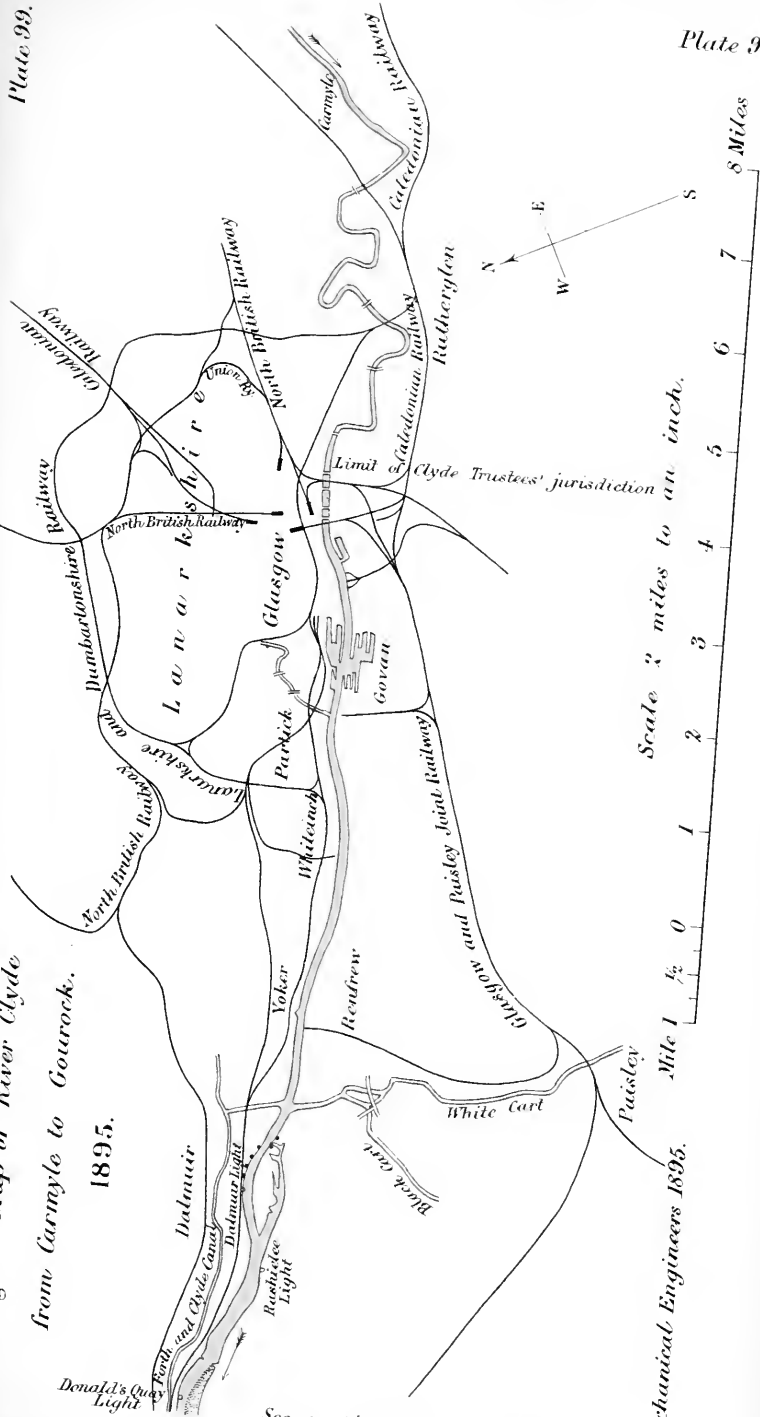 Plate 99.
Plate 9
Map of River Clyde
from Carmyle to Gourock.
1895.
Caledonian
Railway
North British Railway
Union Ry.
Dumbartonshire Railway
Lanarkshire and
North British Railway
North British Railway
Lanarkshire
Glasgow
Carmyle
Caledonian Railway
Caledonian Railway
Rutherglen
Limit of Clyde Trustees' jurisdiction
Govan
Partick
Whiteinch
Yoker
Renfrew
Glasgow and Paisley Joint Railway
Dalmuir
Dalmuir Light
Forth and Clyde Canal
Donald's Quay
Light
Rashielee
Light
White Cart
Black Cart
Paisley
N
E
W
S
Scale 2 miles to an inch.
Mile 1 ½ 0 1 2 3 4 5 6 7 8 Miles
chanical Engineers 1895.